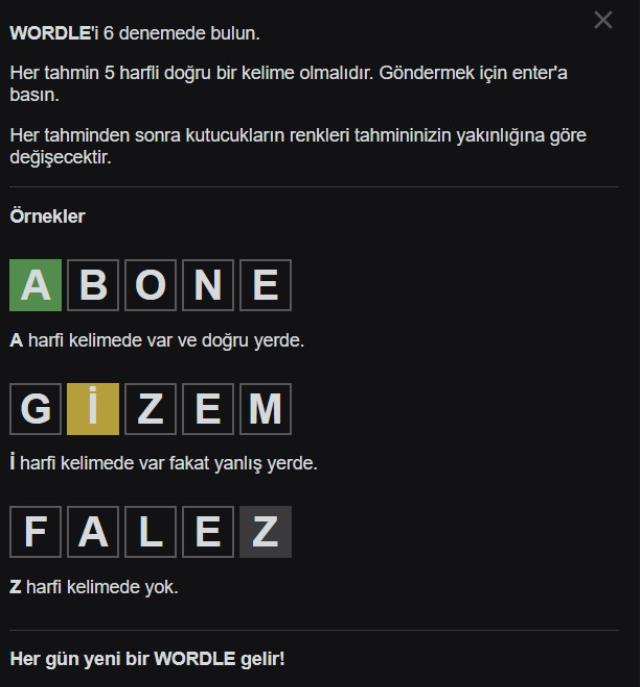 WORDLE'i 6 denemede bulun.
Her tahmin 5 harfli doğru bir kelime olmalıdır. Göndermek için enter'a
basın.
Her tahminden sonra kutucukların renkleri tahmininizin yakınlığına göre
değişecektir.
Örnekler
A B O N E
A harfi kelimede var ve doğru yerde.
G İ Z E M
İ harfi kelimede var fakat yanlış yerde.
F A L E Z
Z harfi kelimede yok.
Her gün yeni bir WORDLE gelir!